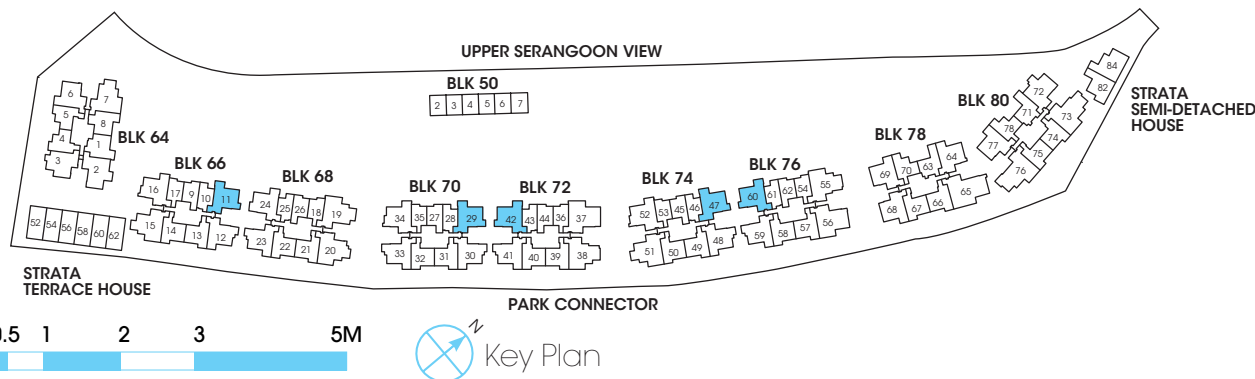 UPPER SERANGOON VIEW
BLK 50
2 3 4 5 6 7
BLK 64
6 7
5 8
4 1
3 2
BLK 66
16 17 9 10 11
15 14 13 12
BLK 68
24 25 26 18 19
23 22 21 20
BLK 70
34 35 27 28 29
33 32 31 30
BLK 72
42 43 44 36 37
41 40 39 38
BLK 74
52 53 45 46 47
51 50 49 48
BLK 76
60 61 62 54 55
59 58 57 56
BLK 78
69 70 63 64
68 67 66 65
BLK 80
72
71 73
78 74
77 75
76
84
82
STRATA
SEMI-DETACHED
HOUSE
52 54 56 58 60 62
STRATA
TERRACE HOUSE
PARK CONNECTOR
0.5 1 2 3 5M
N
Key Plan